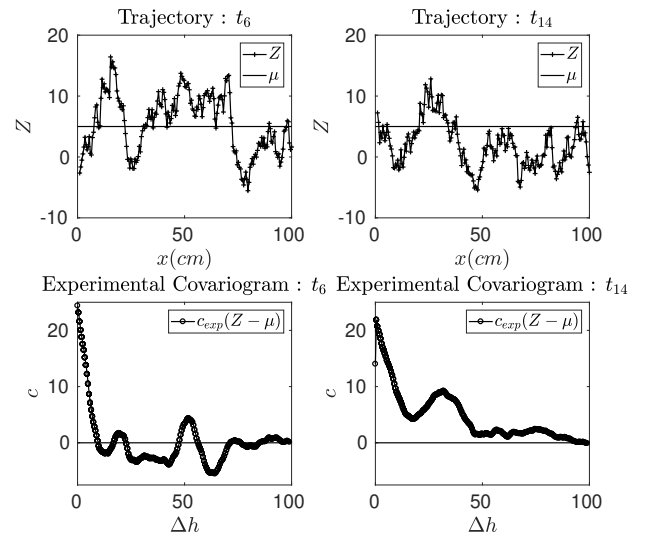 Trajectory : t₆
20
10
0
-10
Z
0
50
100
x(cm)
Z
μ
Trajectory : t₁₄
20
10
0
-10
Z
0
50
100
x(cm)
Z
μ
Experimental Covariogram : t₆
20
10
0
c
0
50
100
Δh
c_exp(Z − μ)
Experimental Covariogram : t₁₄
20
10
0
c
0
50
100
Δh
c_exp(Z − μ)